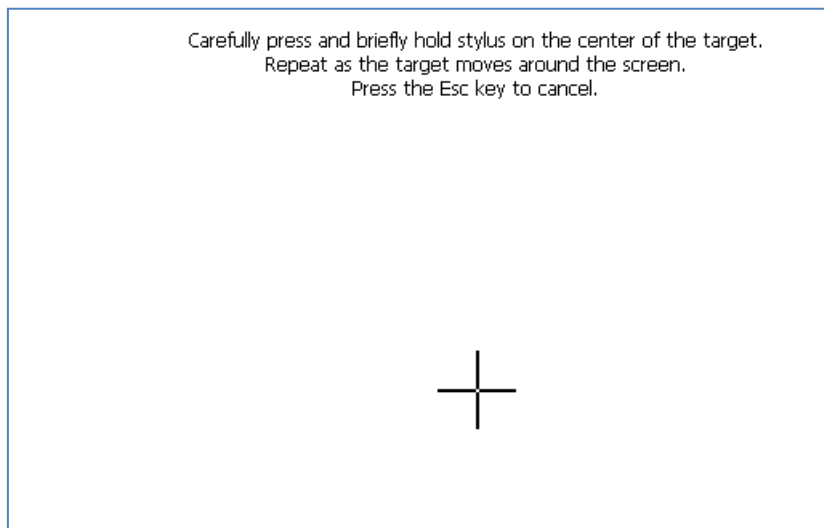 Carefully press and briefly hold stylus on the center of the target.
Repeat as the target moves around the screen.
Press the Esc key to cancel.